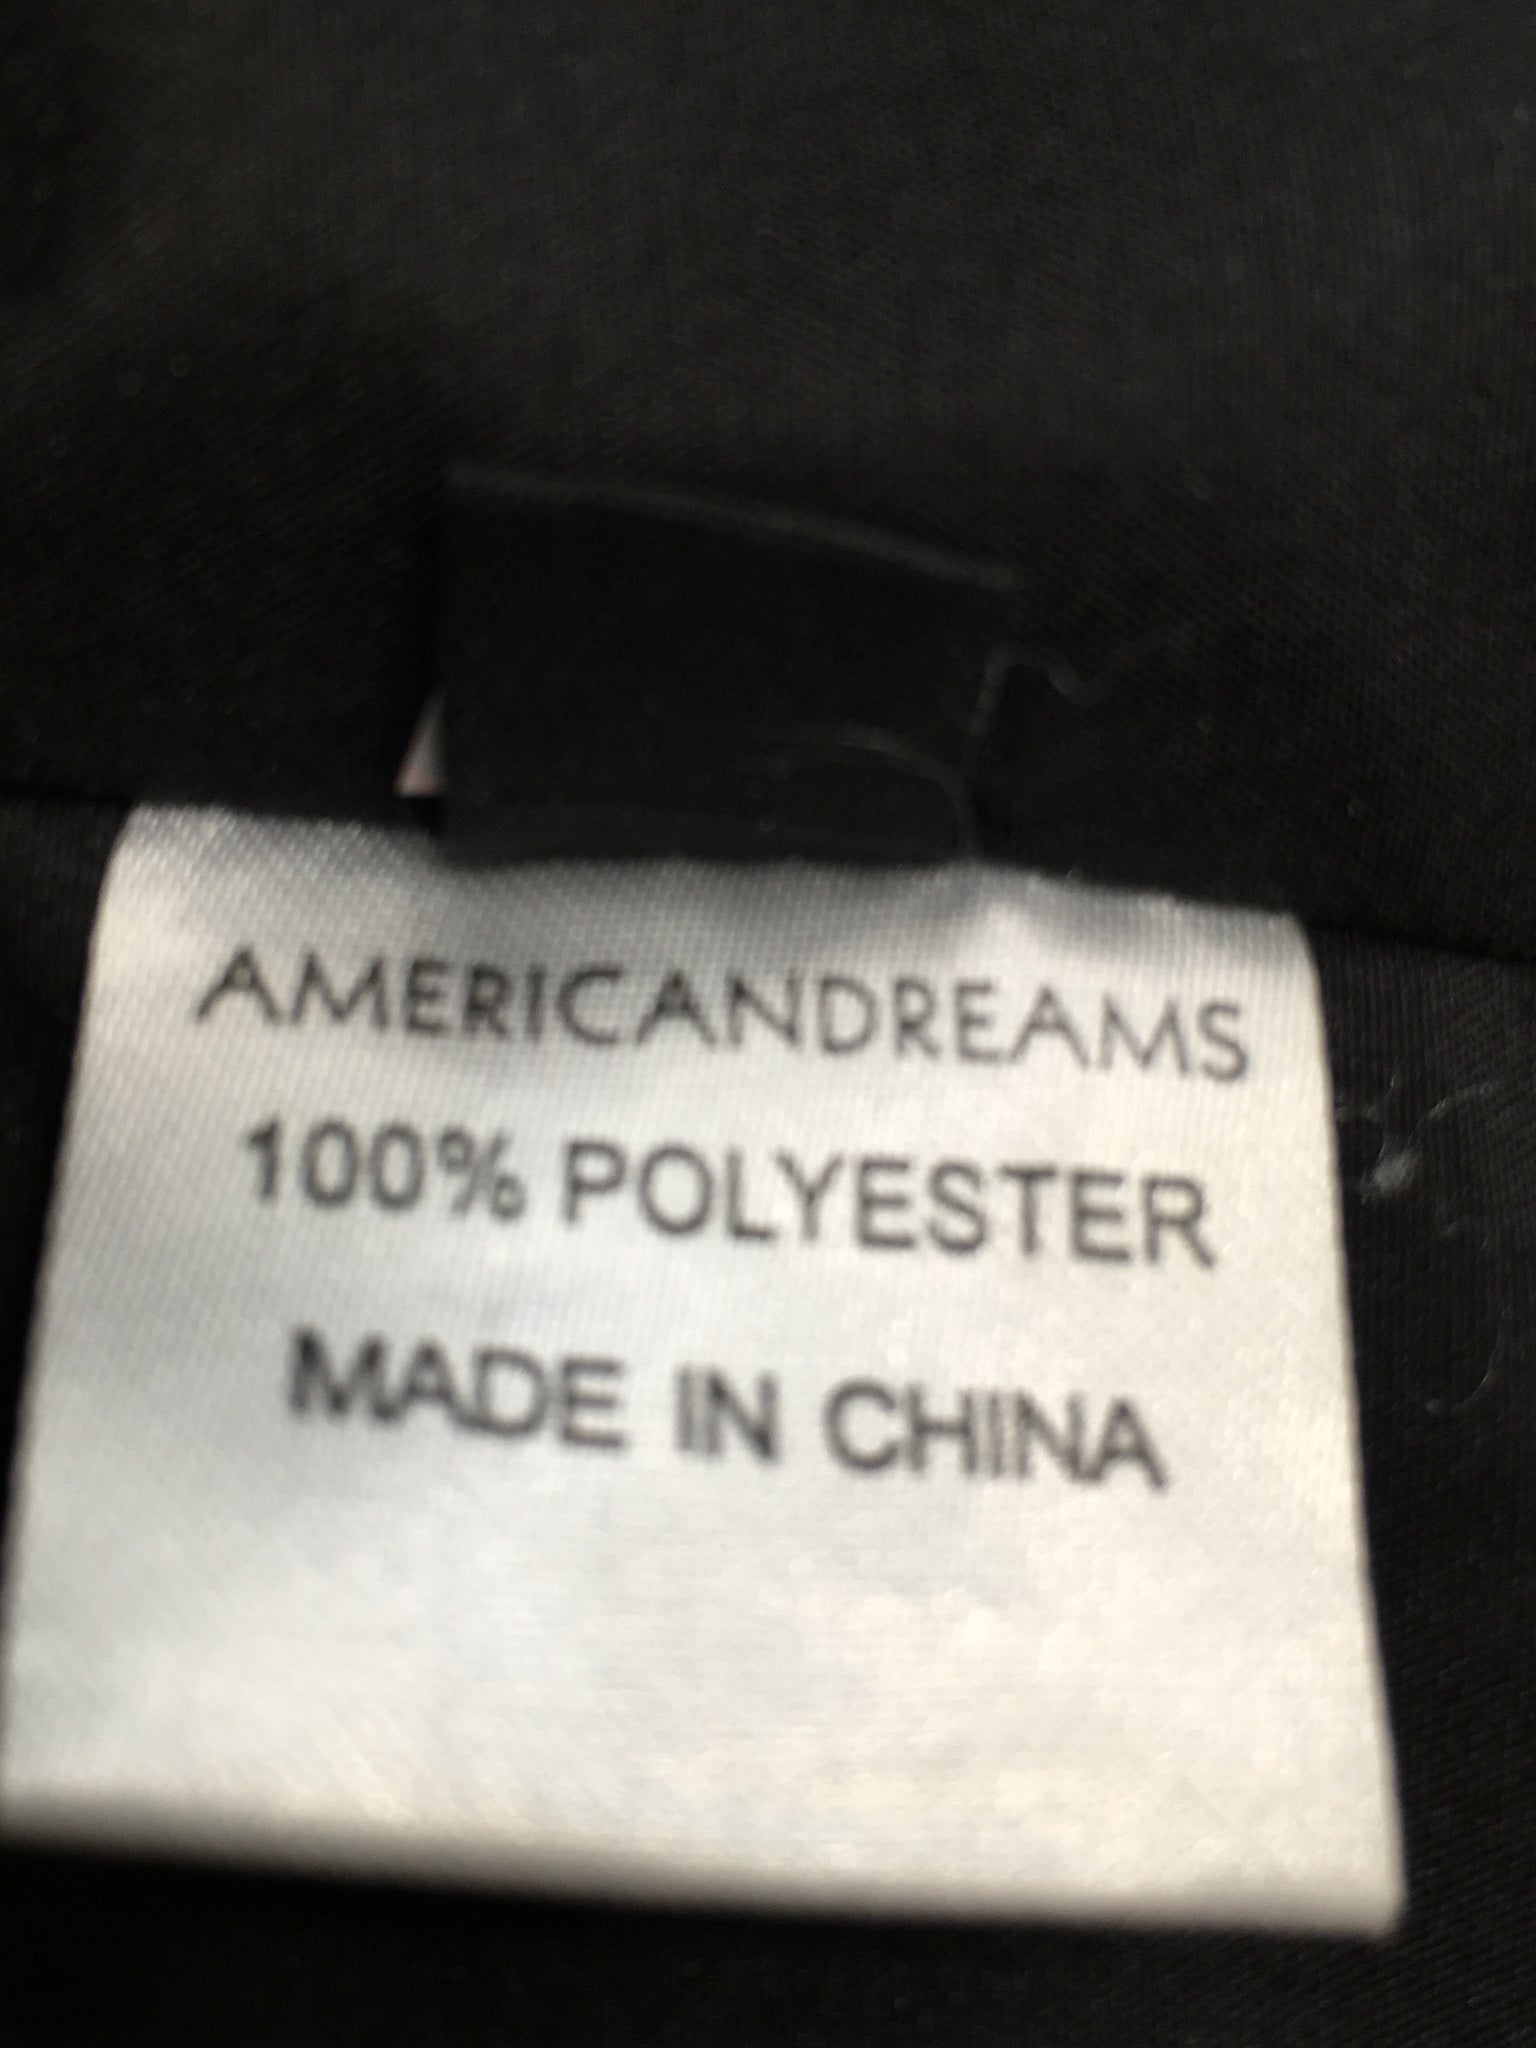 AMERICANDREAMS
100% POLYESTER
MADE IN CHINA